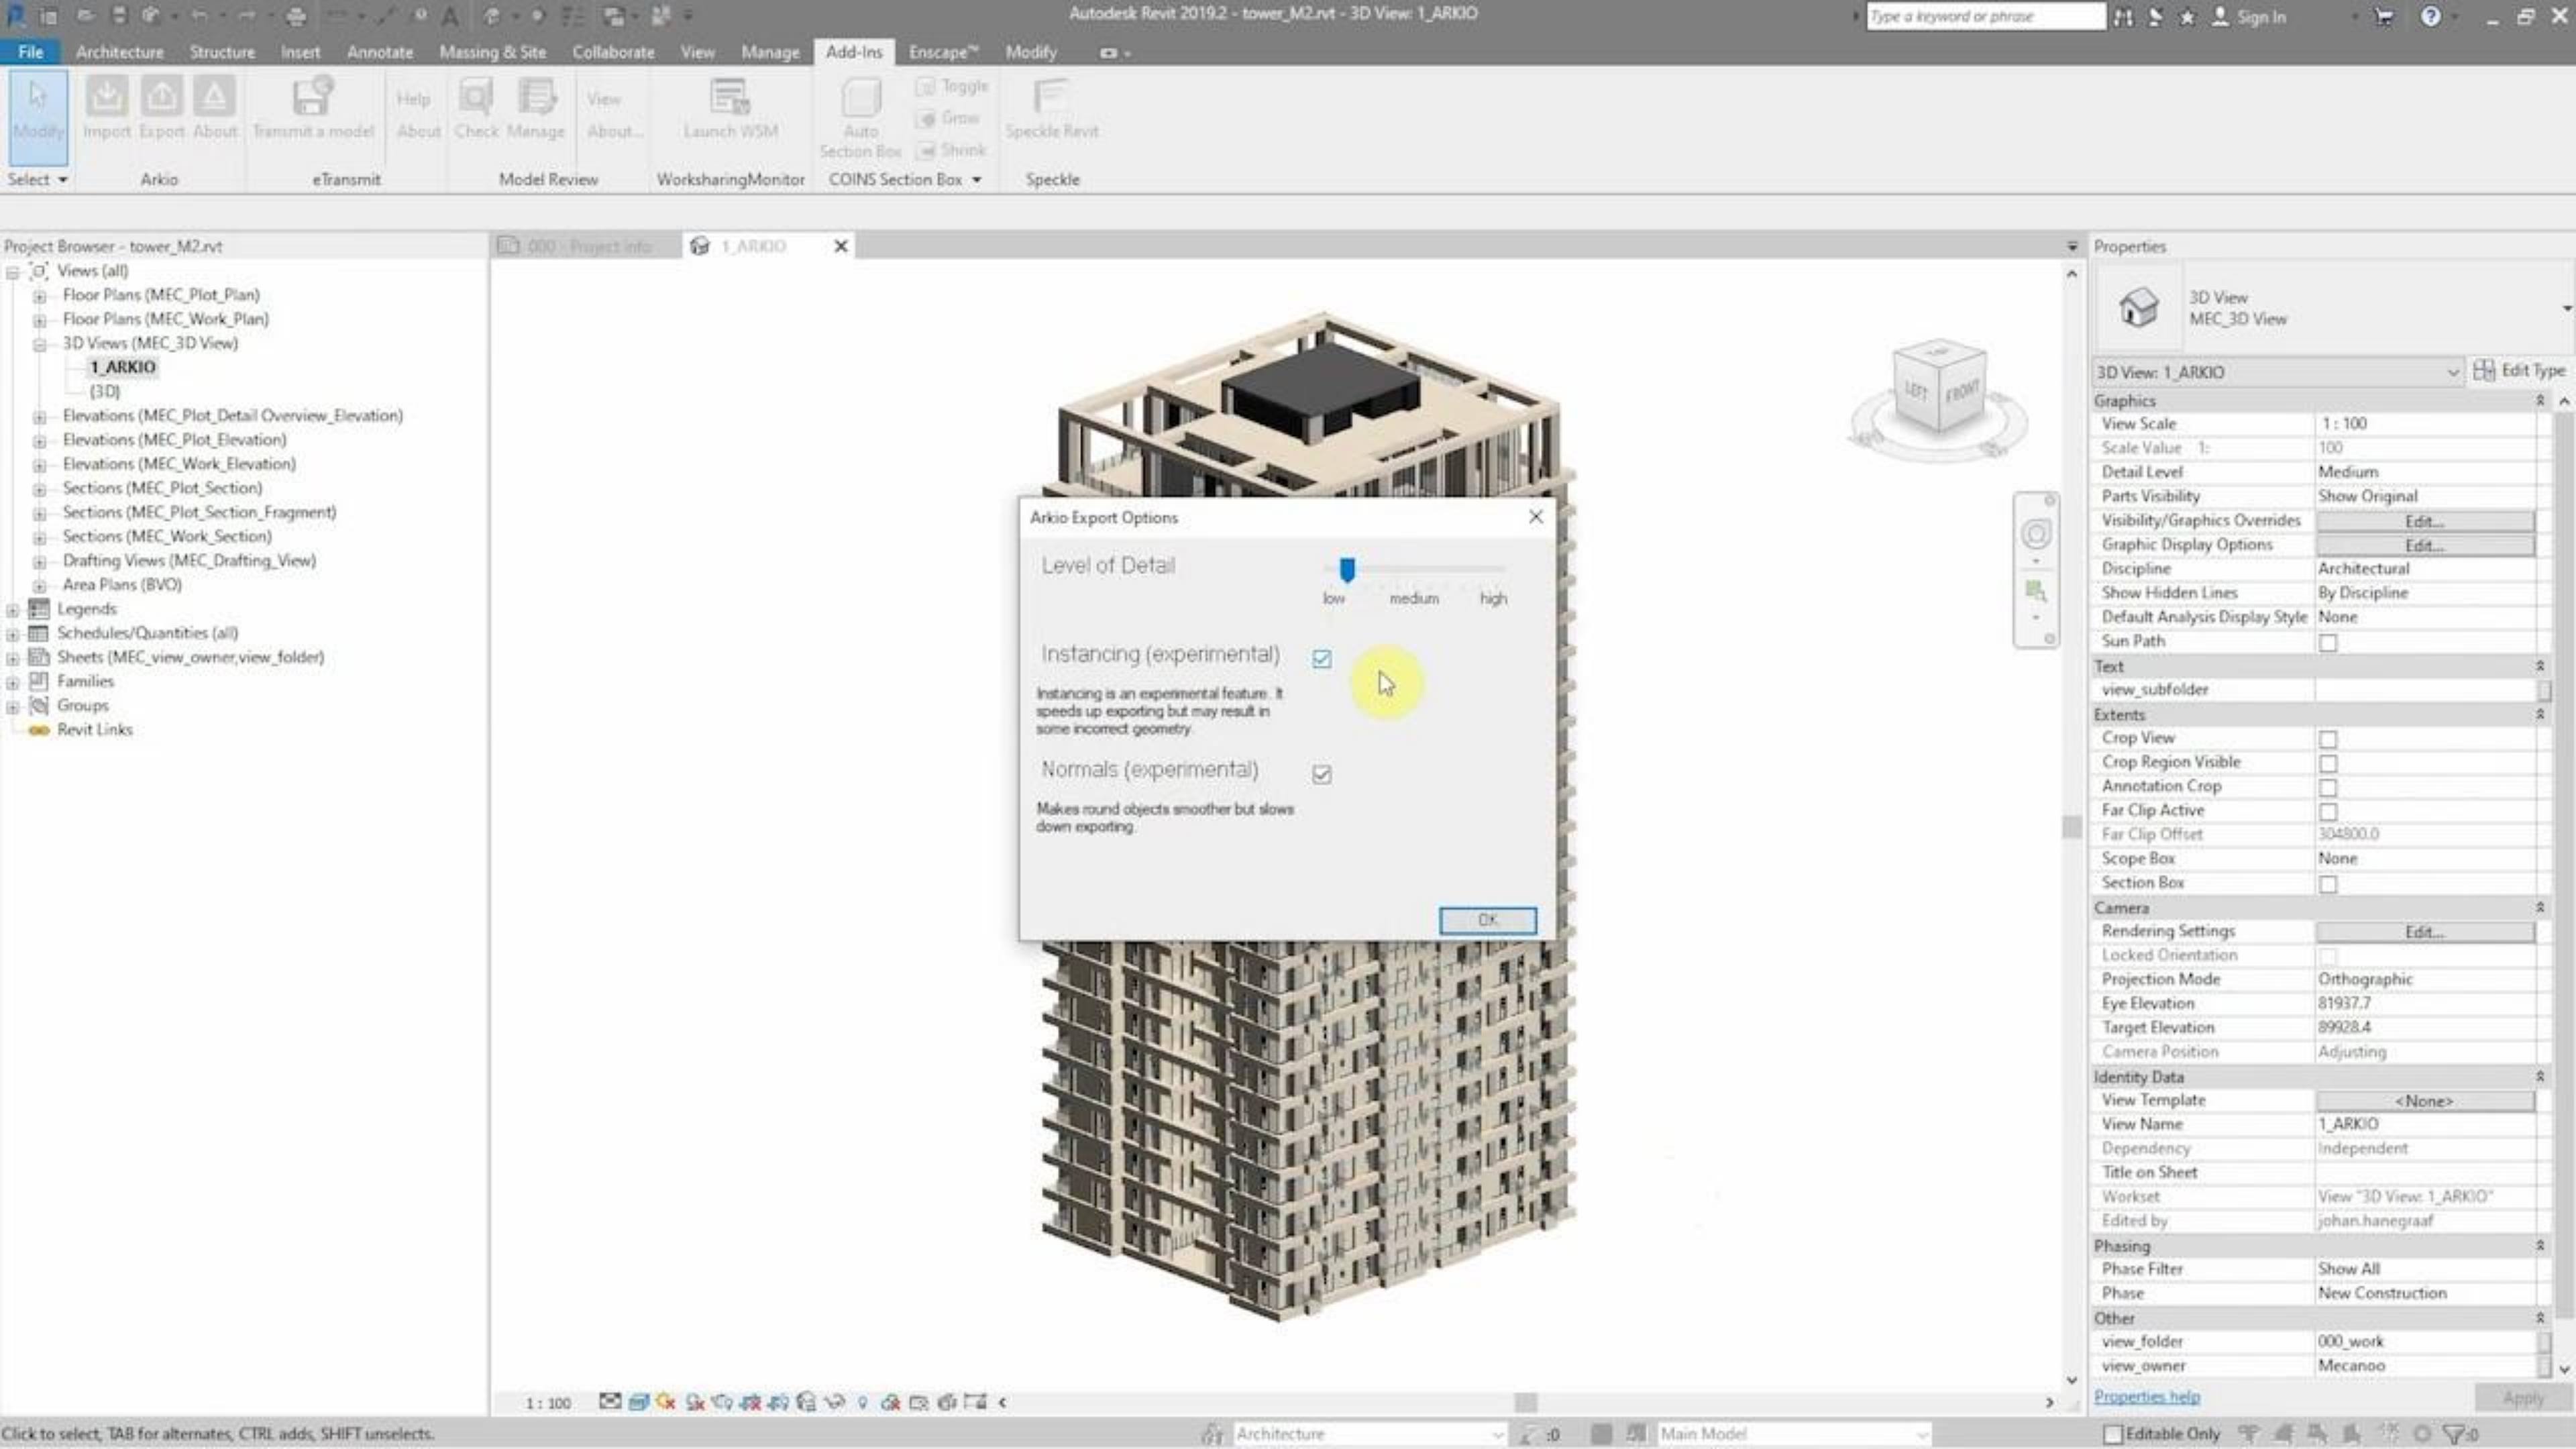 Autodesk Revit 2019.2 - tower_M2.rvt - 3D View: 1_ARKIO
Type a keyword or phrase
Sign In
File Architecture Structure Insert Annotate Massing & Site Collaborate View Manage Add-Ins Enscape™ Modify
Modify Import Export About Transmit a model Help About Check Manage View About... Launch WSM Auto Section Box Toggle Grow Shrink Speckle Revit
Select Arkio eTransmit Model Review WorksharingMonitor COINS Section Box Speckle
Project Browser - tower_M2.rvt
Views (all)
Floor Plans (MEC_Plot_Plan)
Floor Plans (MEC_Work_Plan)
3D Views (MEC_3D View)
1_ARKIO
{3D}
Elevations (MEC_Plot_Detail Overview_Elevation)
Elevations (MEC_Plot_Elevation)
Elevations (MEC_Work_Elevation)
Sections (MEC_Plot_Section)
Sections (MEC_Plot_Section_Fragment)
Sections (MEC_Work_Section)
Drafting Views (MEC_Drafting_View)
Area Plans (BVO)
Legends
Schedules/Quantities (all)
Sheets (MEC_view_owner,view_folder)
Families
Groups
Revit Links
000 - Project Info
1_ARKIO
TOP
LEFT
FRONT
Arkio Export Options
Level of Detail
low medium high
Instancing (experimental)
Instancing is an experimental feature. It
speeds up exporting but may result in
some incorrect geometry.
Normals (experimental)
Makes round objects smoother but slows
down exporting.
OK
Properties
3D View
MEC_3D View
3D View: 1_ARKIO Edit Type
Graphics
View Scale 1 : 100
Scale Value 1: 100
Detail Level Medium
Parts Visibility Show Original
Visibility/Graphics Overrides Edit...
Graphic Display Options Edit...
Discipline Architectural
Show Hidden Lines By Discipline
Default Analysis Display Style None
Sun Path
Text
view_subfolder
Extents
Crop View
Crop Region Visible
Annotation Crop
Far Clip Active
Far Clip Offset 304800.0
Scope Box None
Section Box
Camera
Rendering Settings Edit...
Locked Orientation
Projection Mode Orthographic
Eye Elevation 81937.7
Target Elevation 89928.4
Camera Position Adjusting
Identity Data
View Template <None>
View Name 1_ARKIO
Dependency Independent
Title on Sheet
Workset View "3D View: 1_ARKIO"
Edited by johan.hanegraaf
Phasing
Phase Filter Show All
Phase New Construction
Other
view_folder 000_work
view_owner Mecanoo
Properties help Apply
1 : 100
Click to select, TAB for alternates, CTRL adds, SHIFT unselects.
Architecture :0 Main Model Editable Only :0